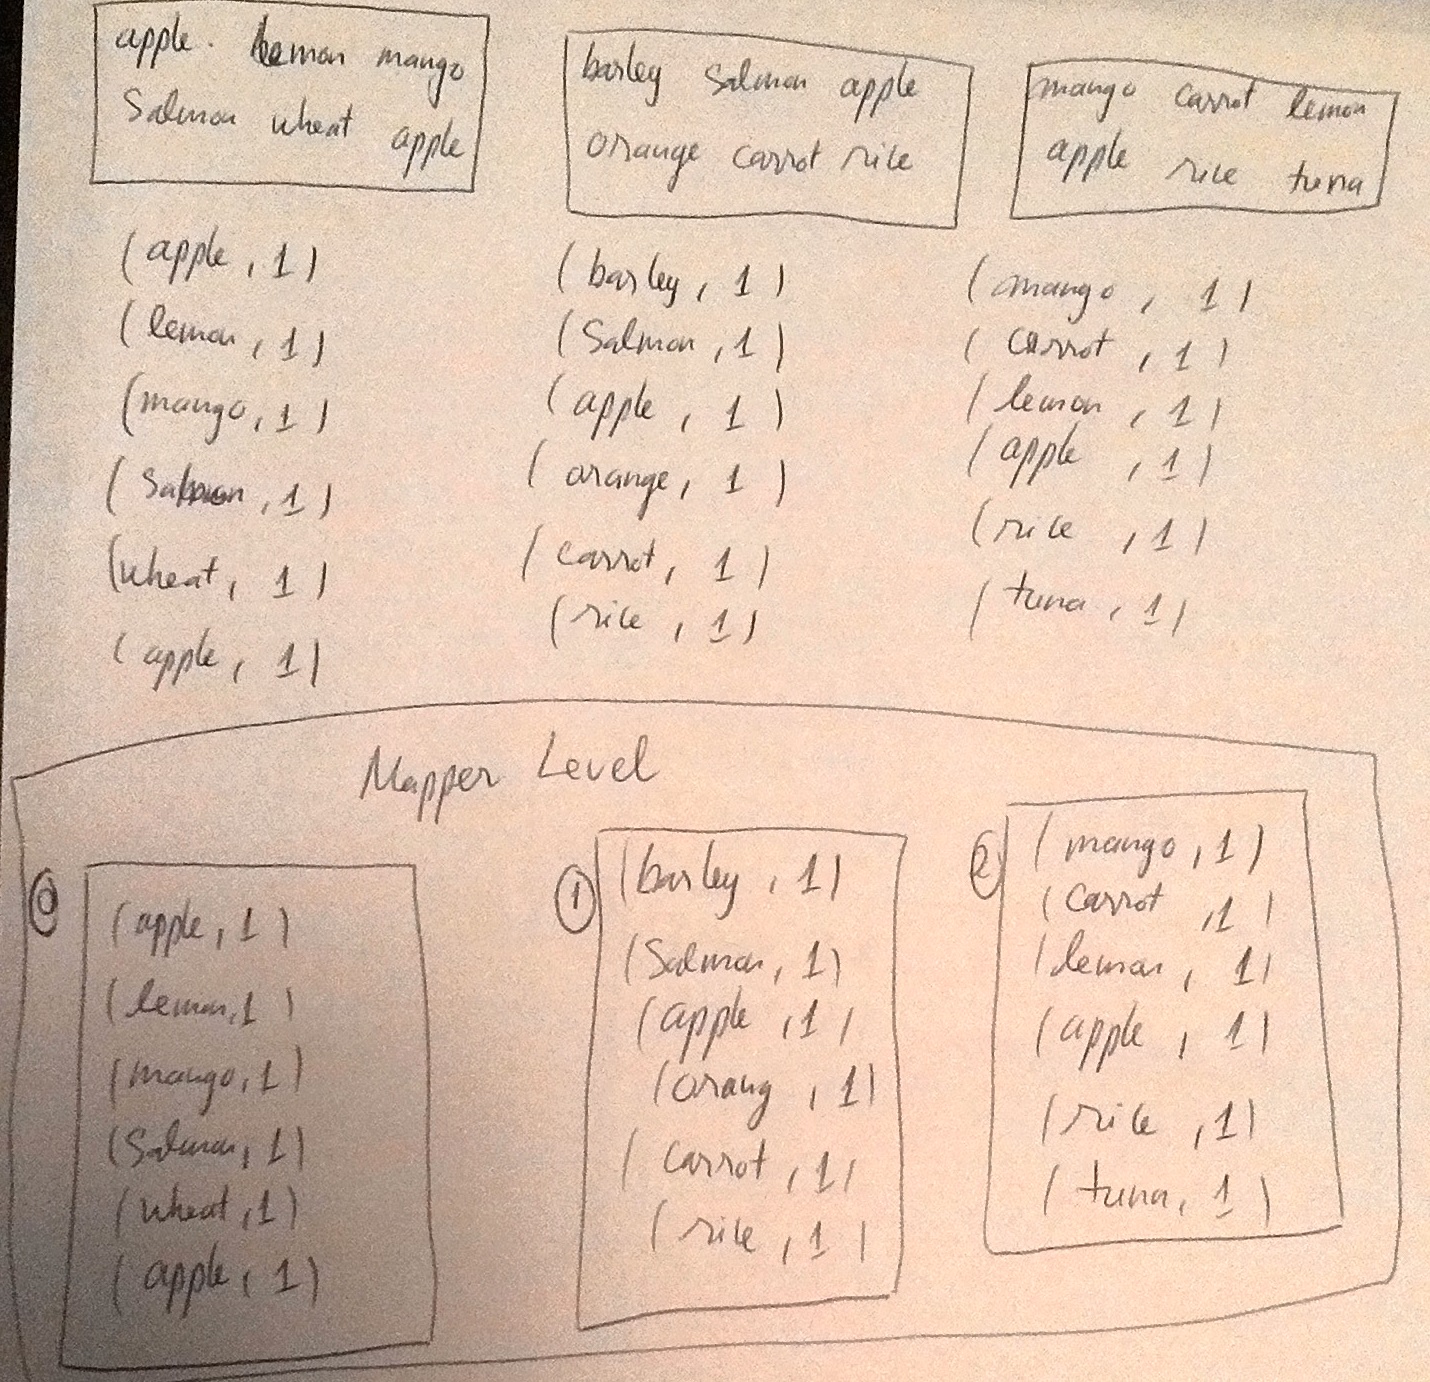 apple. lemon mango
Salmon wheat apple
barley Salmon apple
orange carrot rice
mango carrot lemon
apple rice tuna
(apple, 1)
(lemon, 1)
(mango, 1)
(Salmon, 1)
(wheat, 1)
(apple, 1)
(barley, 1)
(Salmon, 1)
(apple, 1)
(orange, 1)
(carrot, 1)
(rice, 1)
(mango, 1)
(carrot, 1)
(lemon, 1)
(apple, 1)
(rice, 1)
(tuna, 1)
Mapper Level
0
(apple, 1)
(lemon, 1)
(mango, 1)
(Salmon, 1)
(wheat, 1)
(apple, 1)
1
(barley, 1)
(Salmon, 1)
(apple, 1)
(orang, 1)
(carrot, 1)
(rice, 1)
2
(mango, 1)
(carrot, 1)
(lemon, 1)
(apple, 1)
(rice, 1)
(tuna, 1)